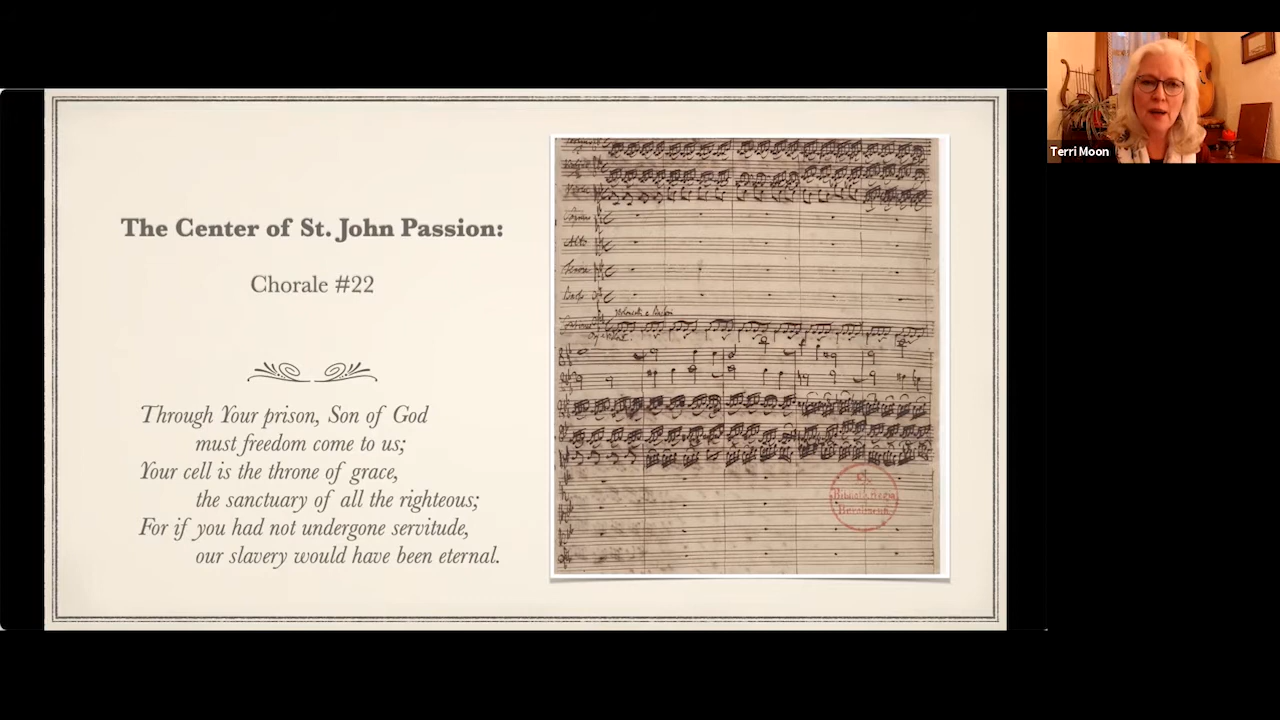 The Center of St. John Passion:
Chorale #22
Through Your prison, Son of God
must freedom come to us;
Your cell is the throne of grace,
the sanctuary of all the righteous;
For if you had not undergone servitude,
our slavery would have been eternal.
Alto
Terri Moon